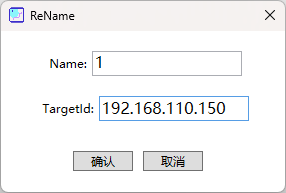 ReName
Name: 1
TargetId: 192.168.110.150
确认 取消